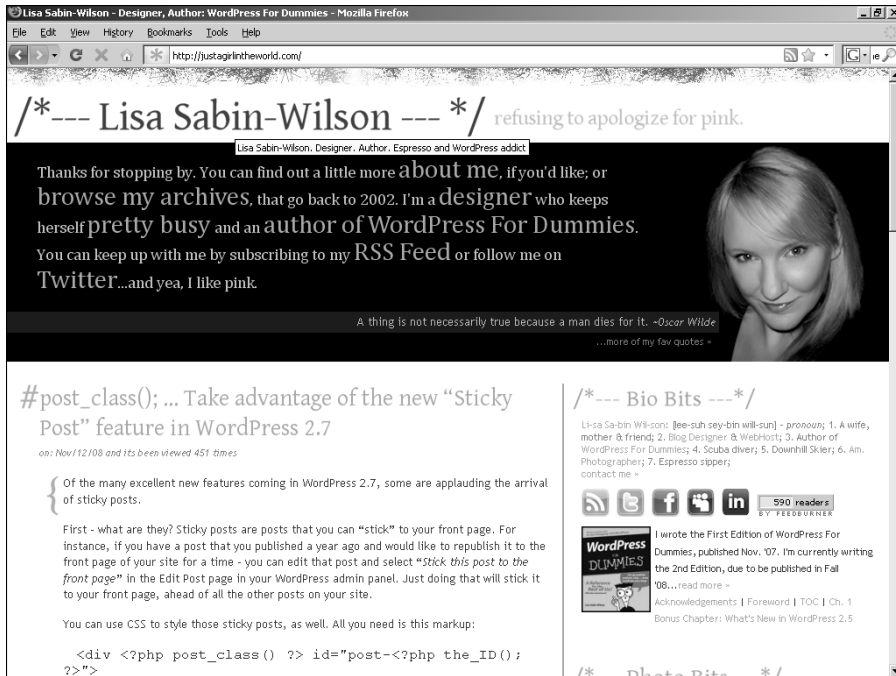 Lisa Sabin-Wilson - Designer, Author: WordPress For Dummies - Mozilla Firefox
File Edit View History Bookmarks Tools Help
http://justagirlintheworld.com/
/*--- Lisa Sabin-Wilson --- */ refusing to apologize for pink.
Lisa Sabin-Wilson. Designer. Author. Espresso and WordPress addict
Thanks for stopping by. You can find out a little more about me, if you'd like; or
browse my archives, that go back to 2002. I'm a designer who keeps
herself pretty busy and an author of WordPress For Dummies.
You can keep up with me by subscribing to my RSS Feed or follow me on
Twitter...and yea, I like pink.
A thing is not necessarily true because a man dies for it. ~Oscar Wilde
...more of my fav quotes »
#post_class(); ... Take advantage of the new “Sticky
Post” feature in WordPress 2.7
on: Nov/12/08 and its been viewed 451 times
{ Of the many excellent new features coming in WordPress 2.7, some are applauding the arrival
of sticky posts.
First - what are they? Sticky posts are posts that you can “stick” to your front page. For
instance, if you have a post that you published a year ago and would like to republish it to the
front page of your site for a time - you can edit that post and select “Stick this post to the
front page” in the Edit Post page in your WordPress admin panel. Just doing that will stick it
to your front page, ahead of all the other posts on your site.
You can use CSS to style those sticky posts, as well. All you need is this markup:
<div <?php post_class() ?> id="post-<?php the_ID();
?>">
/*--- Bio Bits ---*/
Li-sa Sa-bin Wil-son: [lee-suh sey-bin will-sun] - pronoun; 1. A wife,
mother & friend; 2. Blog Designer & WebHost; 3. Author of
WordPress For Dummies; 4. Scuba diver; 5. Downhill Skier; 6. Am.
Photographer; 7. Espresso sipper;
contact me »
590 readers
BY FEEDBURNER
WordPress
DUMMIES
I wrote the First Edition of WordPress For
Dummies, published Nov. '07. I'm currently writing
the 2nd Edition, due to be published in Fall
'08...read more »
Acknowledgements | Foreword | TOC | Ch. 1
Bonus Chapter: What's New in WordPress 2.5
/*--- Photo Bits ---*/